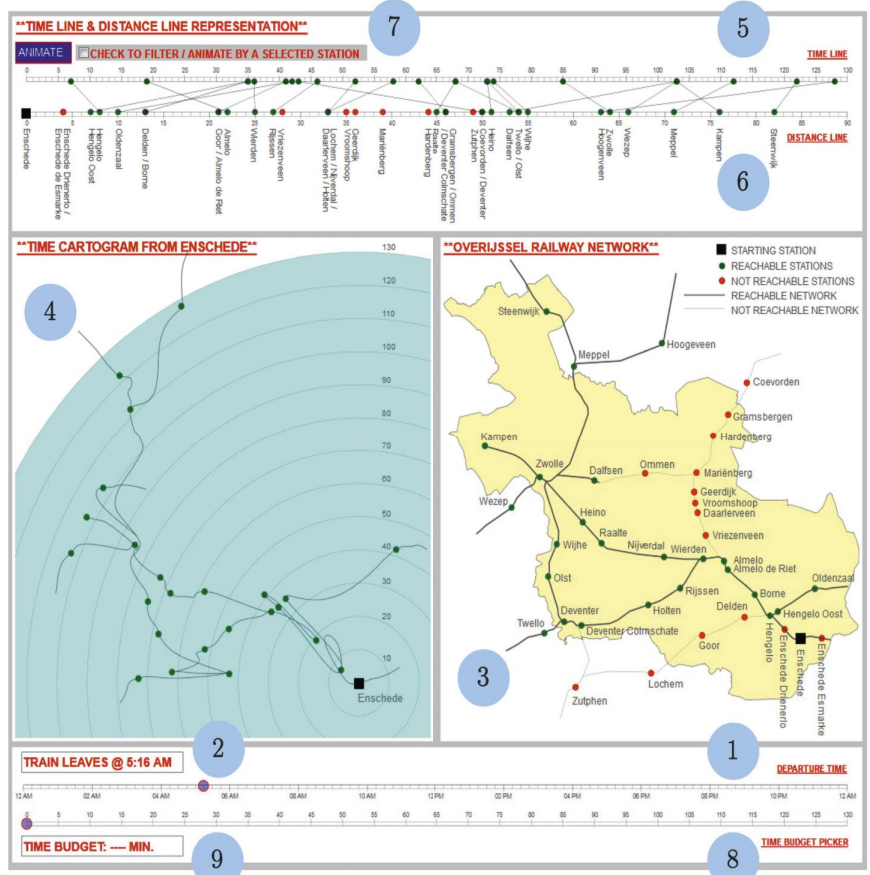 **TIME LINE & DISTANCE LINE REPRESENTATION**
7
5
ANIMATE
CHECK TO FILTER / ANIMATE BY A SELECTED STATION
TIME LINE
0 5 10 15 20 25 30 35 40 45 50 55 60 65 70 75 80 85 90 95 100 105 110 115 120 125 130
0 5 10 15 20 25 30 35 40 45 50 55 60 65 70 75 80 85 90
DISTANCE LINE
Enschede
Enschede Drienerlo /
Enschede de Esmarke
Hengelo
Hengelo Oost
Oldenzaal
Delden / Borne
Almelo
Goor / Almelo de Riet
Wierden
Vriezenveen
Rijssen
Lochem / Nijverdal /
Daarlerveen / Holten
Geerdijk
Vroomshoop
Mariënberg
Hardenberg
Raalte
Gramsbergen / Ommen
/ Deventer Colmschate
Zutphen
Coevorden / Deventer
Heino
Dalfsen
Twello / Olst
Wijhe
Zwolle
Hoogenveen
Wezep
Meppel
Kampen
Steenwijk
6
**TIME CARTOGRAM FROM ENSCHEDE**
4
130
120
110
100
90
80
70
60
50
40
30
20
10
Enschede
**OVERIJSSEL RAILWAY NETWORK**
STARTING STATION
REACHABLE STATIONS
NOT REACHABLE STATIONS
REACHABLE NETWORK
NOT REACHABLE NETWORK
Steenwijk
Hoogeveen
Meppel
Coevorden
Gramsbergen
Hardenberg
Kampen
Zwolle
Dalfsen
Ommen
Mariënberg
Geerdijk
Vroomshoop
Daarlerveen
Wezep
Heino
Raalte
Vriezenveen
Wijhe
Nijverdal
Wierden
Almelo
Almelo de Riet
Oldenzaal
Olst
Rijssen
Borne
Holten
Delden
Hengelo Oost
Deventer
Twello
Deventer Colmschate
Goor
Hengelo
Enschede Drienerlo
Enschede
Enschede Esmarke
Lochem
Zutphen
3
2
1
TRAIN LEAVES @ 5:16 AM
DEPARTURE TIME
12 AM 02 AM 04 AM 06 AM 08 AM 10 AM 12 PM 02 PM 04 PM 06 PM 08 PM 10 PM 12 AM
0 5 10 15 20 25 30 35 40 45 50 55 60 65 70 75 80 85 90 95 100 105 110 115 120 125 130
TIME BUDGET: ---- MIN.
TIME BUDGET PICKER
9
8